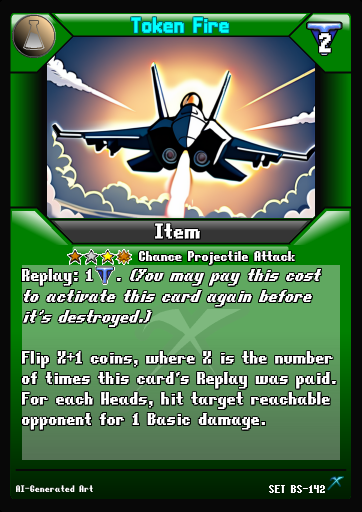 Token Fire
2
Item
Chance Projectile Attack
Replay: 1 . (You may pay this cost
to activate this card again before
it's destroyed.)
Flip X+1 coins, where X is the number
of times this card's Replay was paid.
For each Heads, hit target reachable
opponent for 1 Basic damage.
AI-Generated Art
SET BS-142